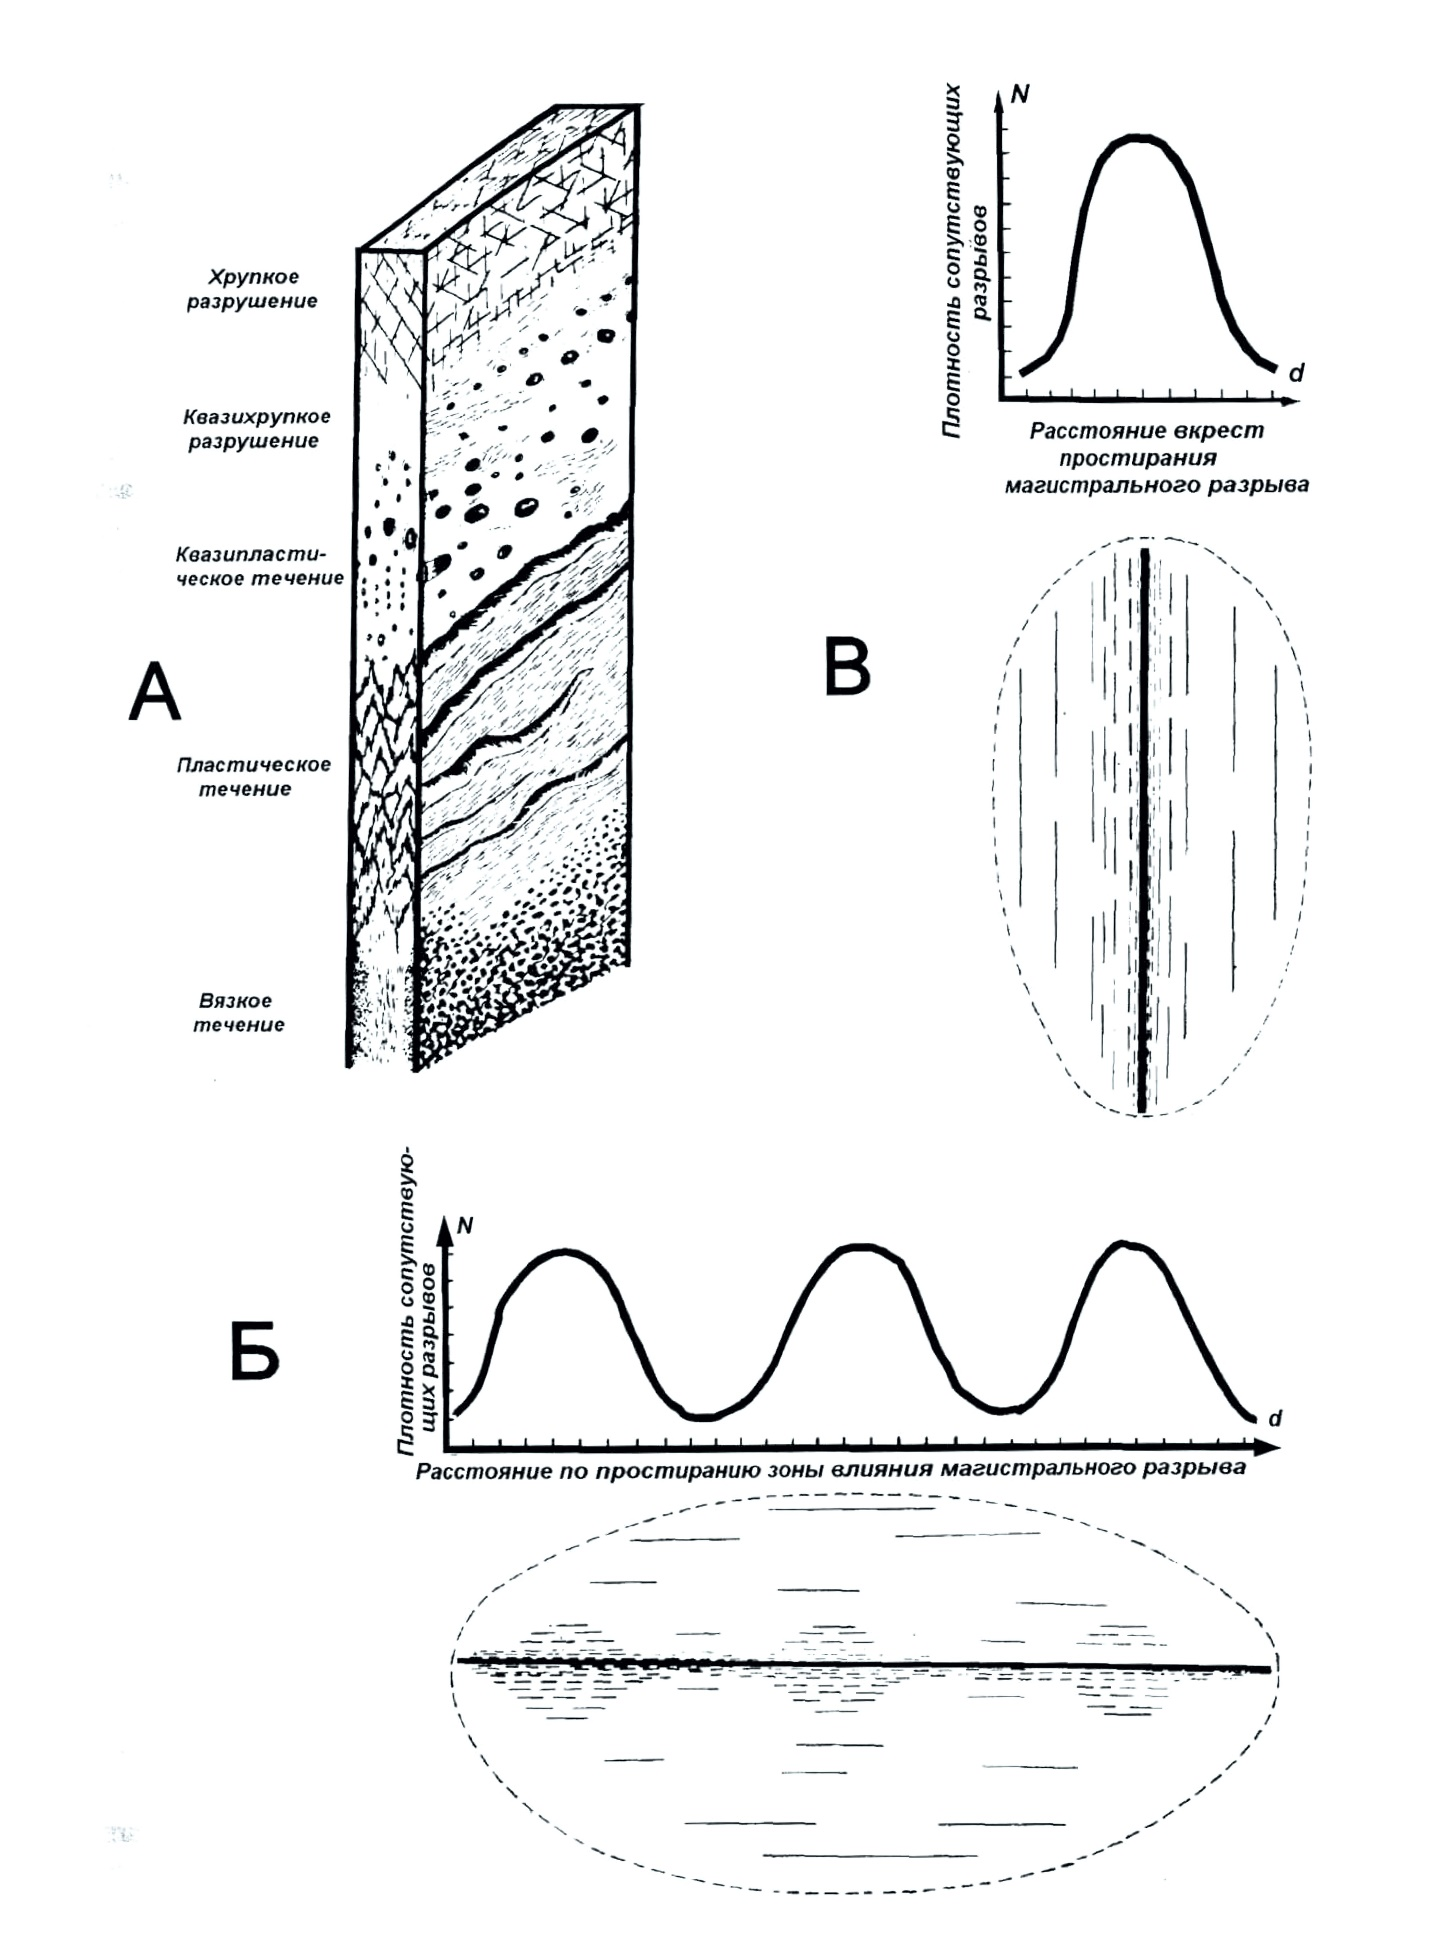 Хрупкое
разрушение
Квазихрупкое
разрушение
Квазипласти-
ческое течение
А
Пластическое
течение
Вязкое
течение
N
Плотность сопутствующих
разрывов
d
Расстояние вкрест
простирания
магистрального разрыва
В
Плотность сопутствую-
щих разрывов
N
Б
d
Расстояние по простиранию зоны влияния магистрального разрыва